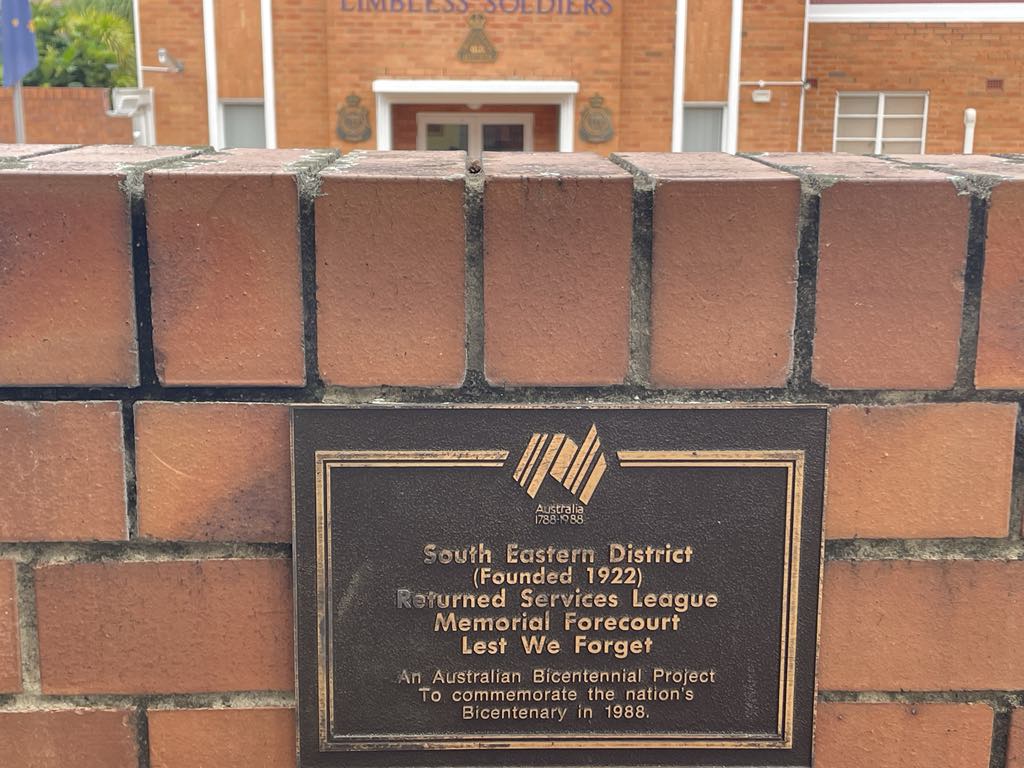 LIMBLESS SOLDIERS
Australia
1788-1988
South Eastern District
(Founded 1922)
Returned Services League
Memorial Forecourt
Lest We Forget
An Australian Bicentennial Project
To commemorate the nation's
Bicentenary in 1988.